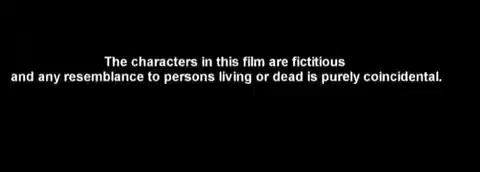 The characters in this film are fictitious
and any resemblance to persons living or dead is purely coincidental.